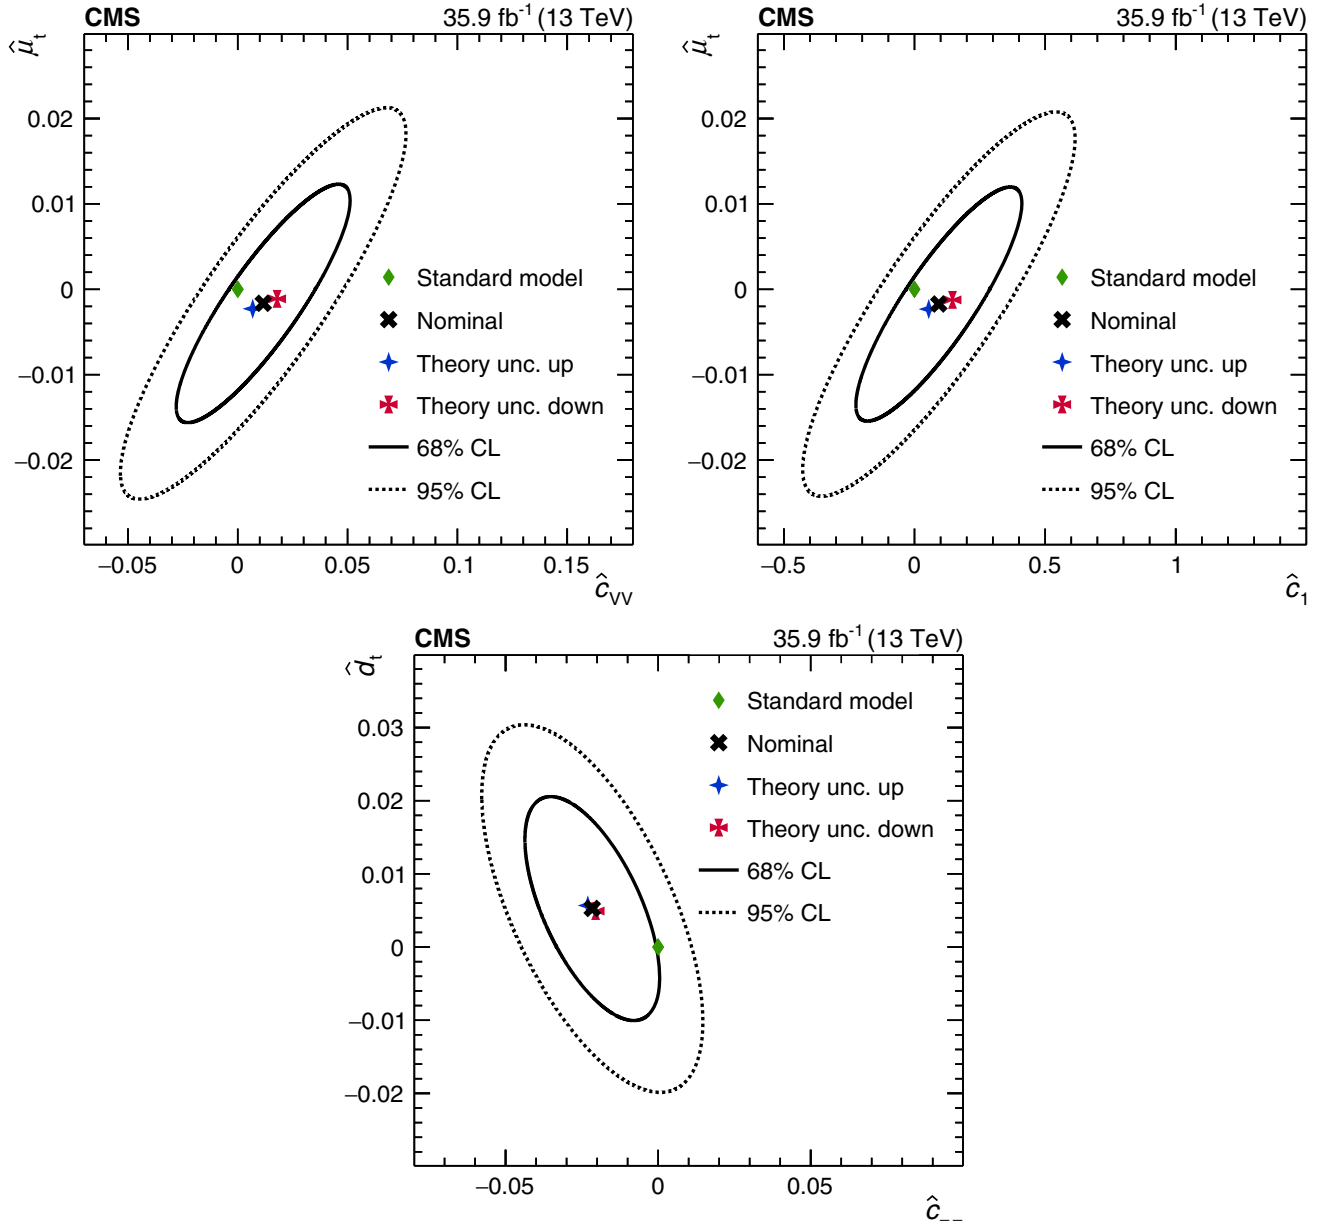 CMS 35.9 fb⁻¹ (13 TeV)
μ̂ₜ
0.02
0.01
0
−0.01
−0.02
Standard model
Nominal
Theory unc. up
Theory unc. down
68% CL
95% CL
−0.05 0 0.05 0.1 0.15
ĉ_VV
CMS 35.9 fb⁻¹ (13 TeV)
μ̂ₜ
0.02
0.01
0
−0.01
−0.02
Standard model
Nominal
Theory unc. up
Theory unc. down
68% CL
95% CL
−0.5 0 0.5 1
ĉ₁
CMS 35.9 fb⁻¹ (13 TeV)
d̂ₜ
0.03
0.02
0.01
0
−0.01
−0.02
Standard model
Nominal
Theory unc. up
Theory unc. down
68% CL
95% CL
−0.05 0 0.05
ĉ